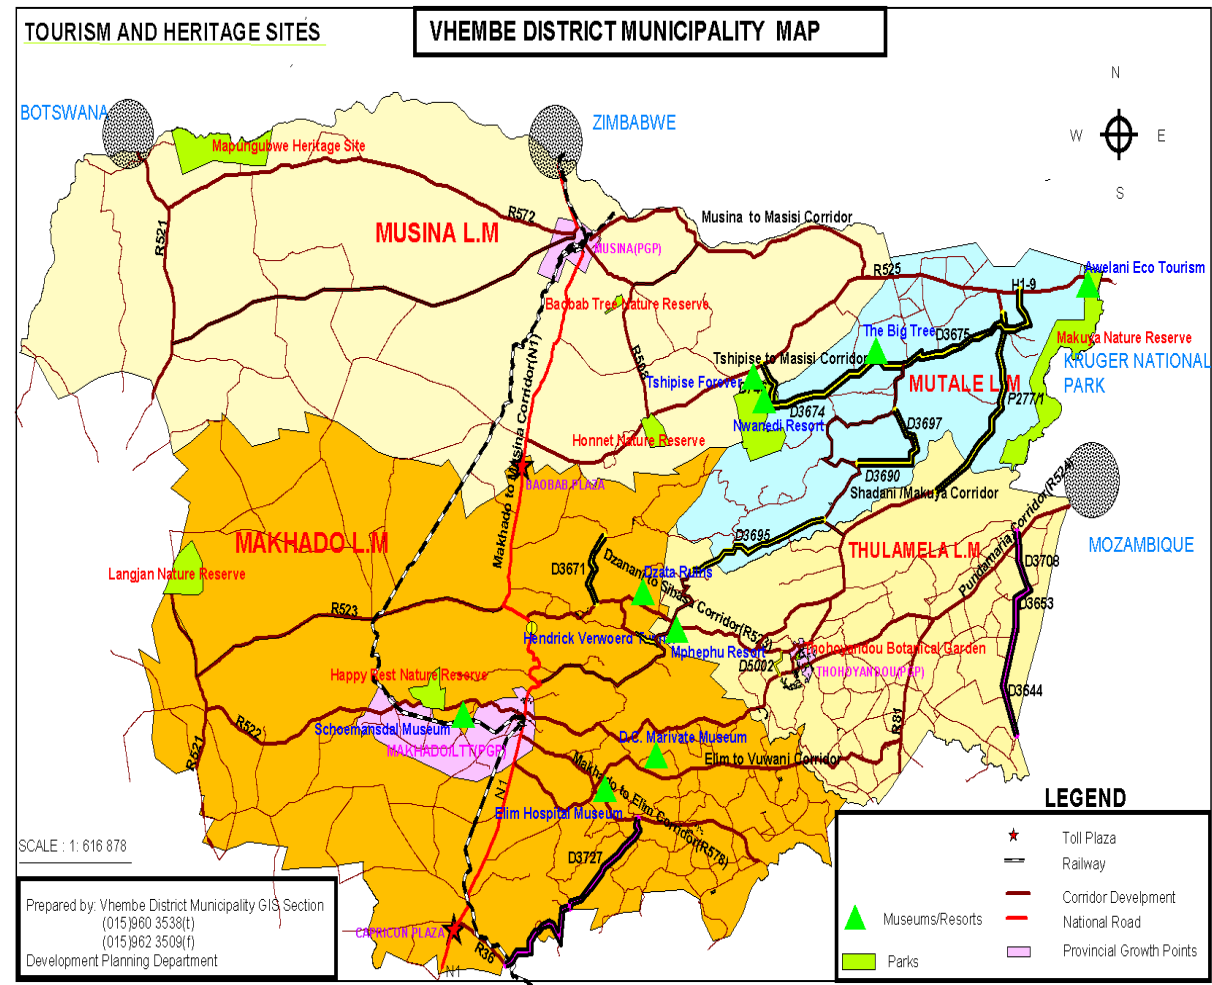 TOURISM AND HERITAGE SITES
VHEMBE DISTRICT MUNICIPALITY MAP
N
W
E
S
BOTSWANA
ZIMBABWE
Mapungubwe Heritage Site
R521
R572
MUSINA L.M
MUSINA(PGP)
Musina to Masisi Corridor
R525
Awelani Eco Tourism
H1-9
Baobab Tree Nature Reserve
The Big Tree
D3675
Makuya Nature Reserve
KRUGER NATIONAL
PARK
Tshipise to Masisi Corridor
Tshipise Forever
MUTALE L.M
P277/1
D3674
Nwanedi Resort
D3697
Honnet Nature Reserve
D3690
Shadani /Makuya Corridor
BAOBAB PLAZA
Makhado to Musina Corridor(N1)
MAKHADO L.M
D3695
THULAMELA L.M
Pundamaria Corridor(R524)
MOZAMBIQUE
Langjan Nature Reserve
D3671
Dzanani to Sibasa Corridor(R523)
Dzata Ruins
D3708
D3653
R523
Hendrick Verwoerd
Mphephu Resort
Thohoyandou Botanical Garden
D5002
THOHOYANDOU(PGP)
Happy Rest Nature Reserve
D3644
R522
Schoemansdal Museum
R521
MAKHADO/LTT(PGP)
D.C. Marivate Museum
R81
Elim to Vuwani Corridor
N1
Makhado to Elim Corridor(R578)
Elim Hospital Museum
D3727
CAPRICON PLAZA
R36
N1
SCALE : 1: 616 878
Prepared by: Vhembe District Municipality GIS Section
(015)960 3538(t)
(015)962 3509(f)
Development Planning Department
LEGEND
Toll Plaza
Railway
Corridor Develpment
National Road
Provincial Growth Points
Museums/Resorts
Parks